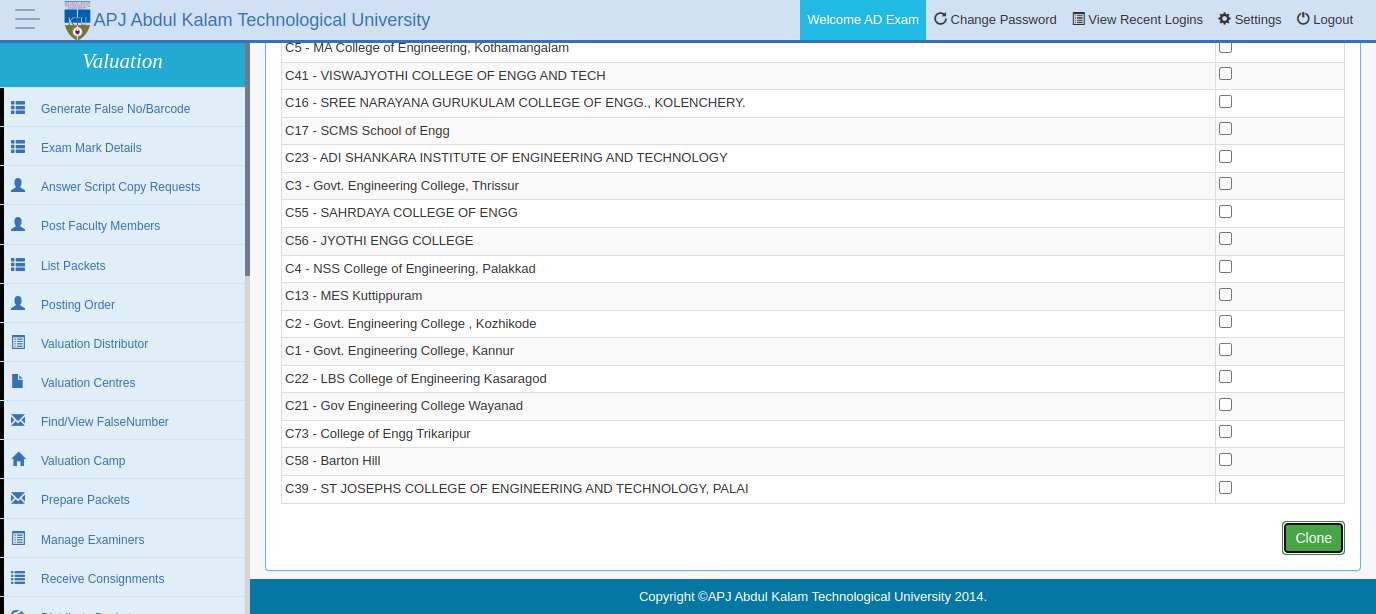 APJ Abdul Kalam Technological University
Welcome AD Exam
Change Password
View Recent Logins
Settings
Logout
Valuation
Generate False No/Barcode
Exam Mark Details
Answer Script Copy Requests
Post Faculty Members
List Packets
Posting Order
Valuation Distributor
Valuation Centres
Find/View FalseNumber
Valuation Camp
Prepare Packets
Manage Examiners
Receive Consignments
C5 - MA College of Engineering, Kothamangalam
C41 - VISWAJYOTHI COLLEGE OF ENGG AND TECH
C16 - SREE NARAYANA GURUKULAM COLLEGE OF ENGG., KOLENCHERY.
C17 - SCMS School of Engg
C23 - ADI SHANKARA INSTITUTE OF ENGINEERING AND TECHNOLOGY
C3 - Govt. Engineering College, Thrissur
C55 - SAHRDAYA COLLEGE OF ENGG
C56 - JYOTHI ENGG COLLEGE
C4 - NSS College of Engineering, Palakkad
C13 - MES Kuttippuram
C2 - Govt. Engineering College , Kozhikode
C1 - Govt. Engineering College, Kannur
C22 - LBS College of Engineering Kasaragod
C21 - Gov Engineering College Wayanad
C73 - College of Engg Trikaripur
C58 - Barton Hill
C39 - ST JOSEPHS COLLEGE OF ENGINEERING AND TECHNOLOGY, PALAI
Clone
Copyright ©APJ Abdul Kalam Technological University 2014.